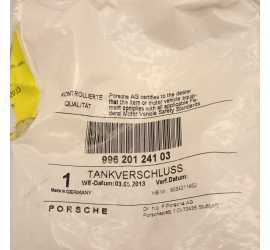 KONTROLLIERTE
QUALITÄT
Porsche AG certifies to the dealer
that this item or motor vehicle equip-
ment complies with all applicable Fe-
deral Motor Vehicle Safety Standards
996 201 241 03
1
TANKVERSCHLUSS
WE-Datum: 03.05.2013 Verf.Datum:
Made in GERMANY
PORSCHE
Dr. Ing. h.c. F. Porsche AG